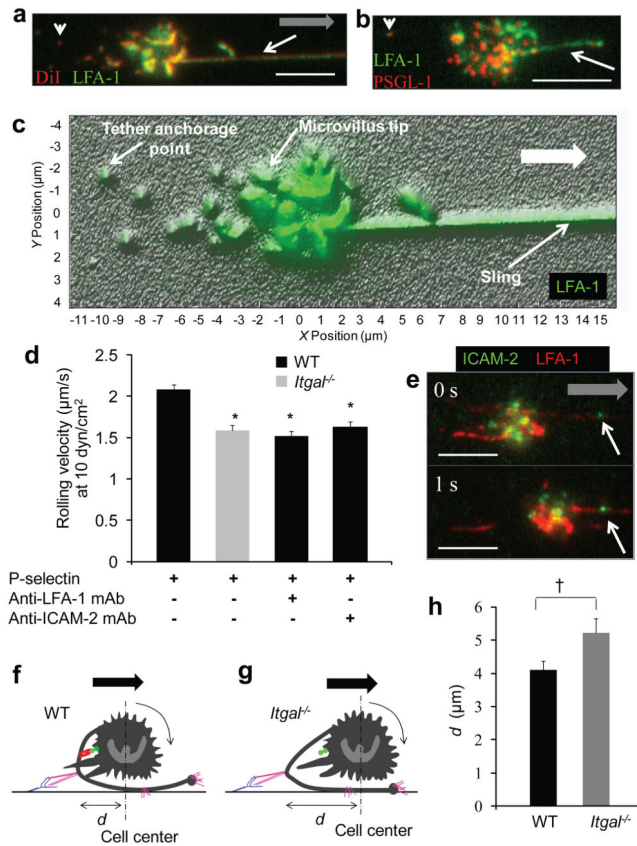 a
DiI LFA-1
b
LFA-1
PSGL-1
c
Tether anchorage
point
Microvillus tip
Sling
LFA-1
Y Position (µm)
-4
-3
-2
-1
0
1
2
3
4
-11 -10 -9 -8 -7 -6 -5 -4 -3 -2 -1 0 1 2 3 4 5 6 7 8 9 10 11 12 13 14 15
X Position (µm)
d
WT
Itgal-/-
Rolling velocity (µm/s)
at 10 dyn/cm2
2.5
2
1.5
1
0.5
0
* * *
P-selectin + + + +
Anti-LFA-1 mAb - - + -
Anti-ICAM-2 mAb - - - +
e
ICAM-2 LFA-1
0 s
1 s
f
WT
d
Cell center
g
Itgal-/-
d
Cell center
h
†
d (µm)
6
5
4
3
2
1
0
WT Itgal-/-